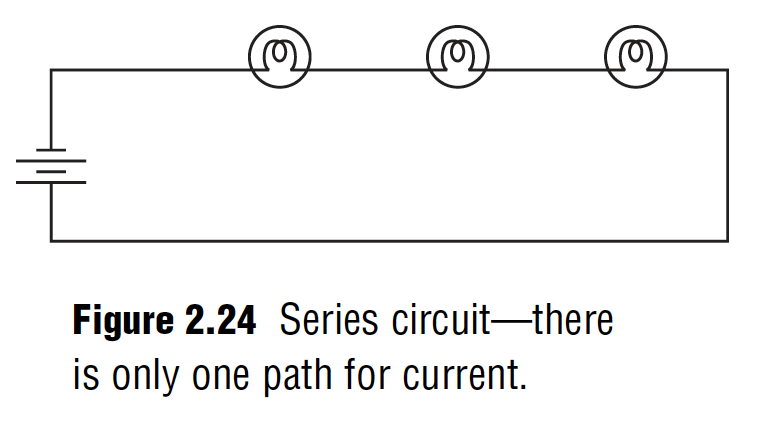 Figure 2.24 Series circuit—there
is only one path for current.